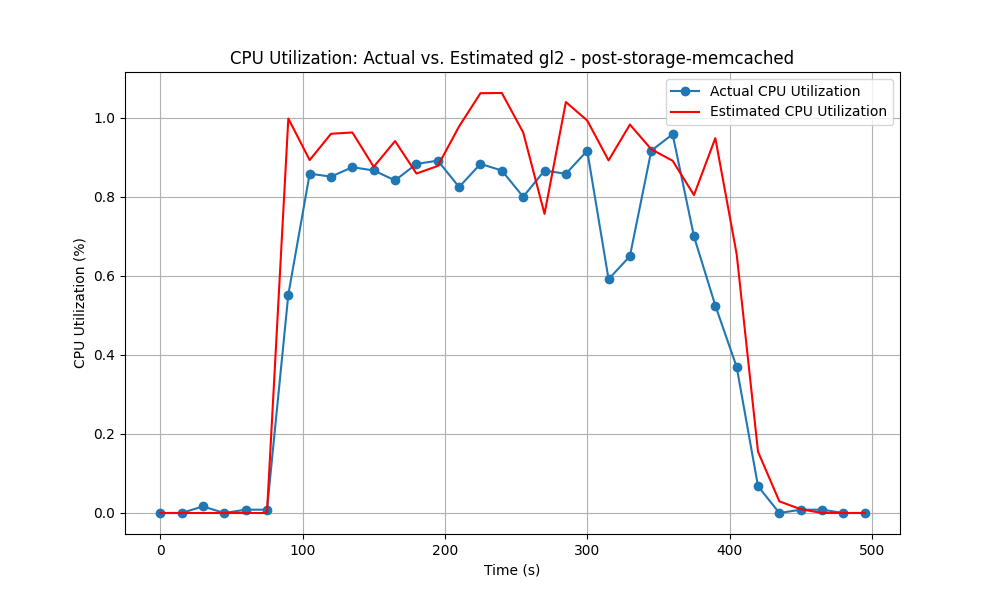 CPU Utilization: Actual vs. Estimated gl2 - post-storage-memcached
Actual CPU Utilization
Estimated CPU Utilization
CPU Utilization (%)
1.0
0.8
0.6
0.4
0.2
0.0
0 100 200 300 400 500
Time (s)